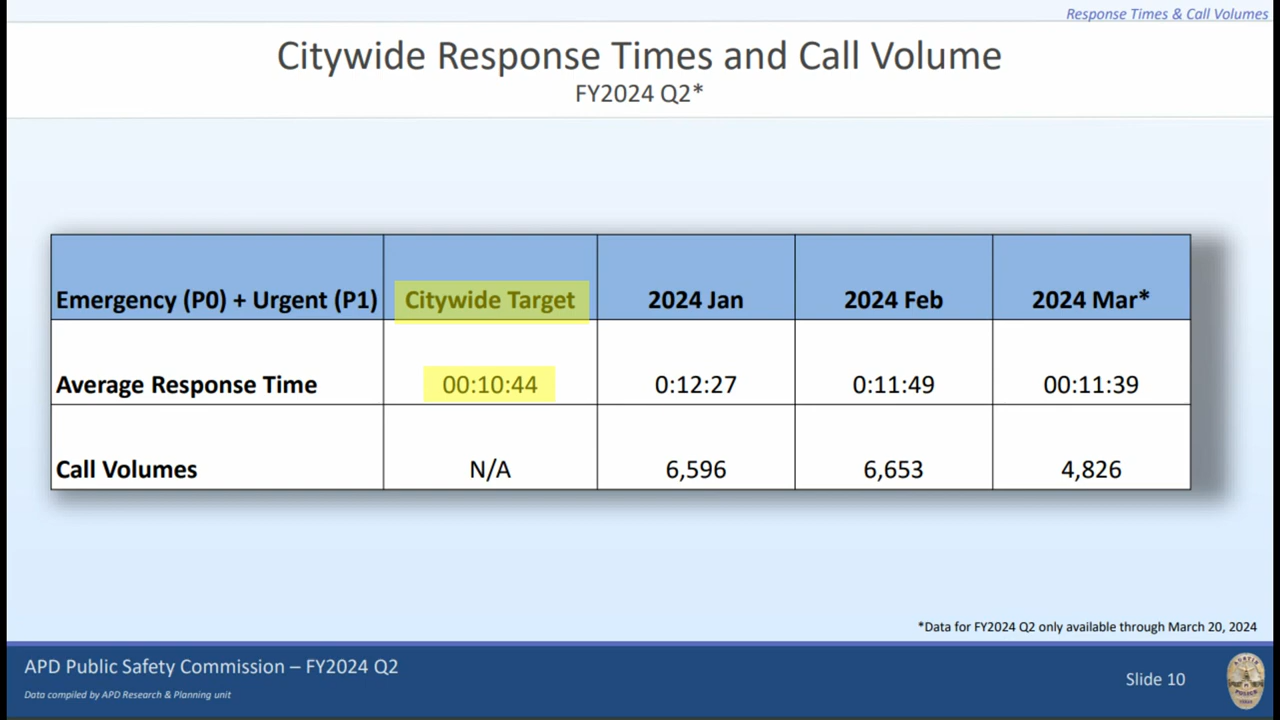 Response Times & Call Volumes
Citywide Response Times and Call Volume
FY2024 Q2*
Emergency (P0) + Urgent (P1) Citywide Target 2024 Jan 2024 Feb 2024 Mar*
Average Response Time 00:10:44 0:12:27 0:11:49 00:11:39
Call Volumes N/A 6,596 6,653 4,826
*Data for FY2024 Q2 only available through March 20, 2024
APD Public Safety Commission – FY2024 Q2
Data compiled by APD Research & Planning unit
Slide 10
AUSTIN
POLICE